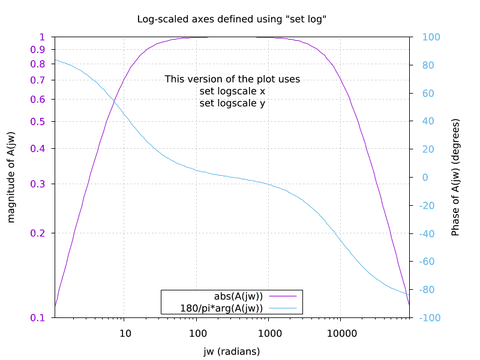 Log-scaled axes defined using "set log"
1
0.9
0.8
0.7
0.6
0.5
0.4
0.3
0.2
0.1
magnitude of A(jw)
This version of the plot uses
set logscale x
set logscale y
abs(A(jw))
180/pi*arg(A(jw))
100
80
60
40
20
0
-20
-40
-60
-80
-100
Phase of A(jw) (degrees)
10 100 1000 10000
jw (radians)